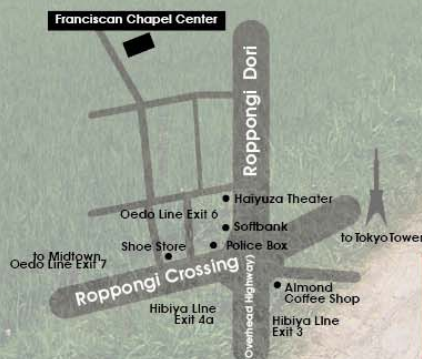 Franciscan Chapel Center
Roppongi Dori
Haiyuza Theater
Oedo Line Exit 6
Softbank
to Tokyo Tower
Shoe Store
Police Box
to Midtown
Oedo Line Exit 7
Roppongi Crossing
Overhead Highway)
Almond
Coffee Shop
Hibiya LIne
Exit 4a
Hibiya LIne
Exit 3